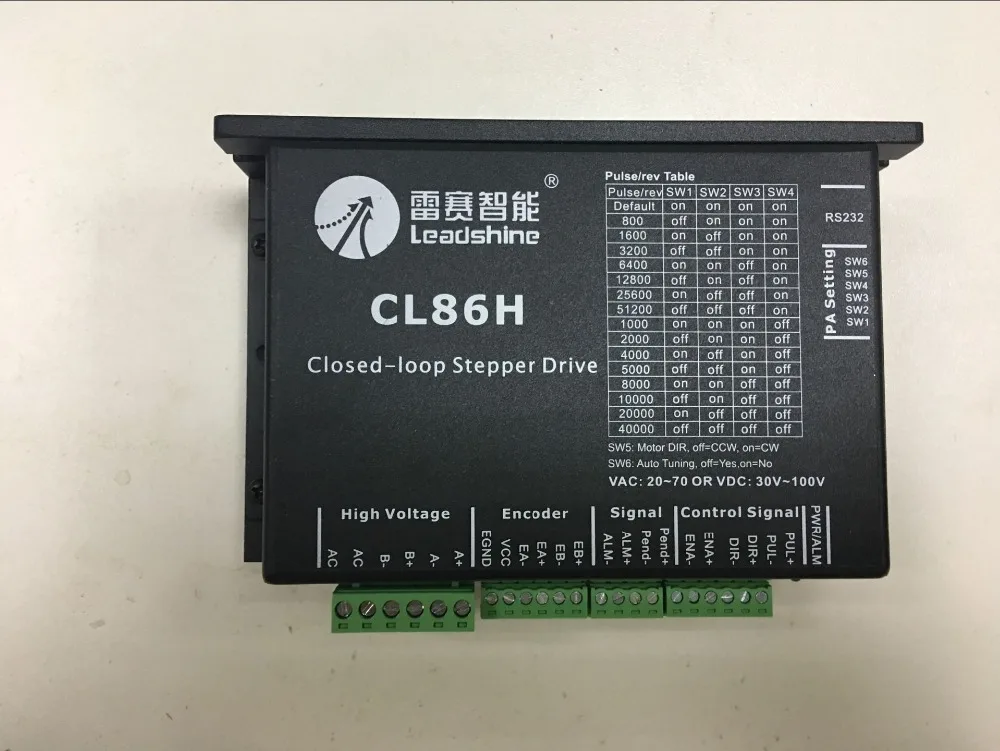 雷赛智能®
Leadshine
CL86H
Closed-loop Stepper Drive
Pulse/rev Table
Pulse/rev SW1 SW2 SW3 SW4
Default on on on on
800 off on on on
1600 on off on on
3200 off off on on
6400 on on off on
12800 off on off on
25600 on off off on
51200 off off off on
1000 on on on off
2000 off on on off
4000 on off on off
5000 off off on off
8000 on on off off
10000 off on off off
20000 on off off off
40000 off off off off
SW5: Motor DIR, off=CCW, on=CW
SW6: Auto Tuning, off=Yes,on=No
VAC: 20~70 OR VDC: 30V~100V
RS232
PA Setting
SW6
SW5
SW4
SW3
SW2
SW1
High Voltage
AC
AC
B-
B+
A-
A+
Encoder
EGND
VCC
EA-
EA+
EB-
EB+
Signal
ALM-
ALM+
Pend-
Pend+
Control Signal
ENA-
ENA+
DIR-
DIR+
PUL-
PUL+
PWR/ALM